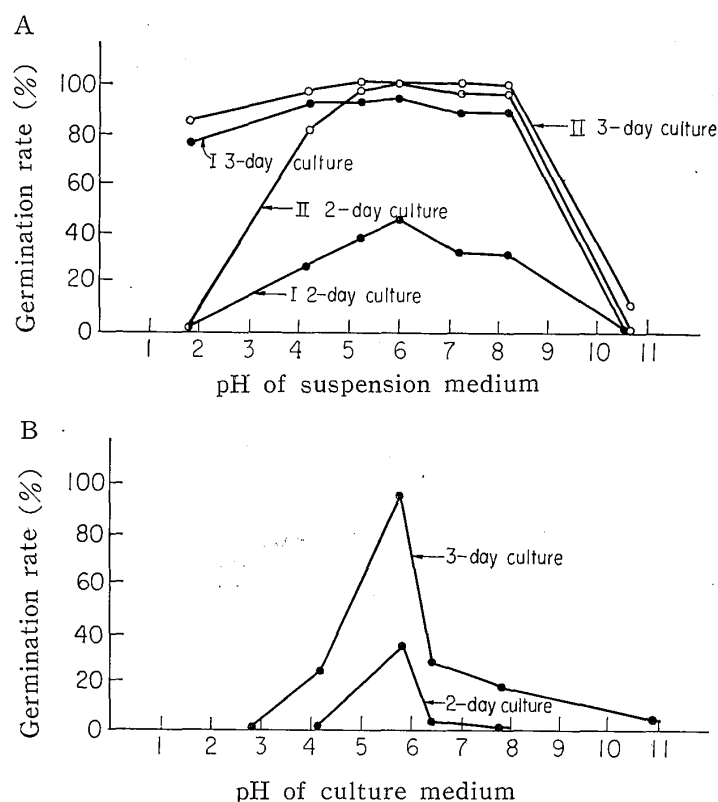 A
Germination rate (%)
100
80
60
40
20
0
II 3-day culture
I 3-day culture
II 2-day culture
I 2-day culture
1 2 3 4 5 6 7 8 9 10 11
pH of suspension medium
B
Germination rate (%)
100
80
60
40
20
0
3-day culture
2-day culture
1 2 3 4 5 6 7 8 9 10 11
pH of culture medium